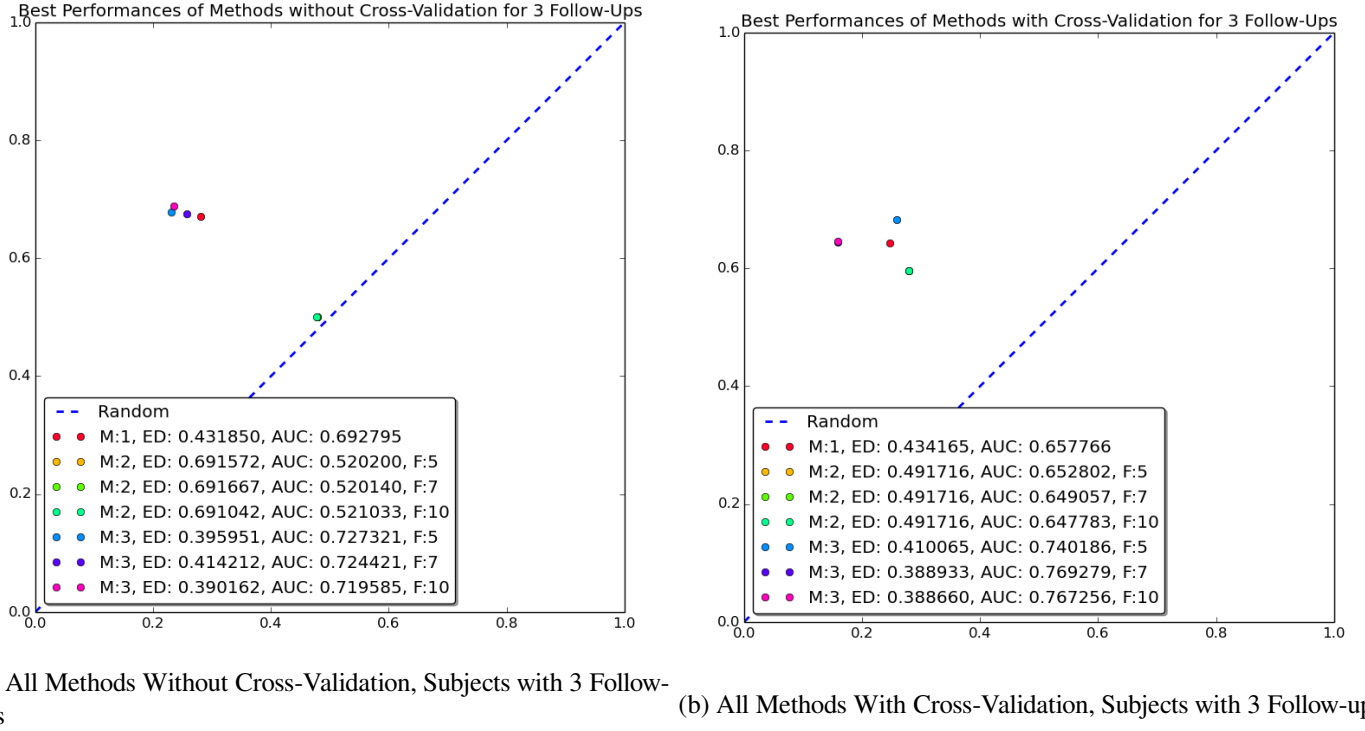 Best Performances of Methods without Cross-Validation for 3 Follow-Ups
1.0
0.8
0.6
0.4
0.2
0.0
0.0 0.2 0.4 0.6 0.8 1.0
Random
M:1, ED: 0.431850, AUC: 0.692795
M:2, ED: 0.691572, AUC: 0.520200, F:5
M:2, ED: 0.691667, AUC: 0.520140, F:7
M:2, ED: 0.691042, AUC: 0.521033, F:10
M:3, ED: 0.395951, AUC: 0.727321, F:5
M:3, ED: 0.414212, AUC: 0.724421, F:7
M:3, ED: 0.390162, AUC: 0.719585, F:10
All Methods Without Cross-Validation, Subjects with 3 Follow-
s
Best Performances of Methods with Cross-Validation for 3 Follow-Ups
1.0
0.8
0.6
0.4
0.2
0.0
0.0 0.2 0.4 0.6 0.8 1.0
Random
M:1, ED: 0.434165, AUC: 0.657766
M:2, ED: 0.491716, AUC: 0.652802, F:5
M:2, ED: 0.491716, AUC: 0.649057, F:7
M:2, ED: 0.491716, AUC: 0.647783, F:10
M:3, ED: 0.410065, AUC: 0.740186, F:5
M:3, ED: 0.388933, AUC: 0.769279, F:7
M:3, ED: 0.388660, AUC: 0.767256, F:10
(b) All Methods With Cross-Validation, Subjects with 3 Follow-up